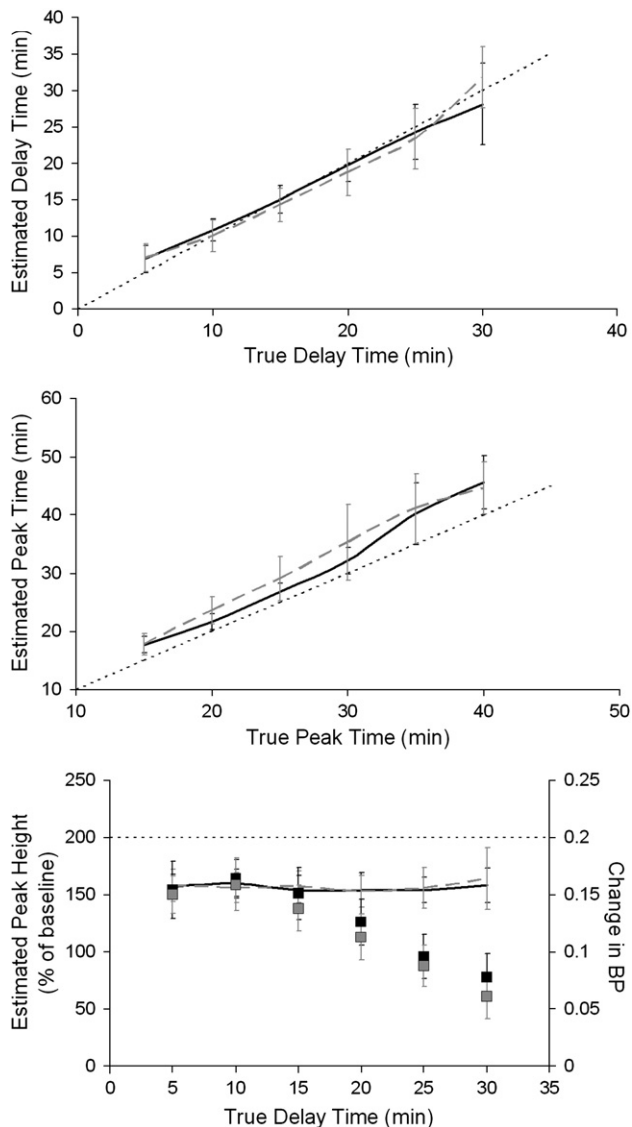 40
35
30
25
20
15
10
5
0
Estimated Delay Time (min)
0 10 20 30 40
True Delay Time (min)
60
50
40
30
20
10
Estimated Peak Time (min)
10 20 30 40 50
True Peak Time (min)
250
200
150
100
50
0
Estimated Peak Height
(% of baseline)
0.25
0.2
0.15
0.1
0.05
0
Change in BP
0 5 10 15 20 25 30 35
True Delay Time (min)